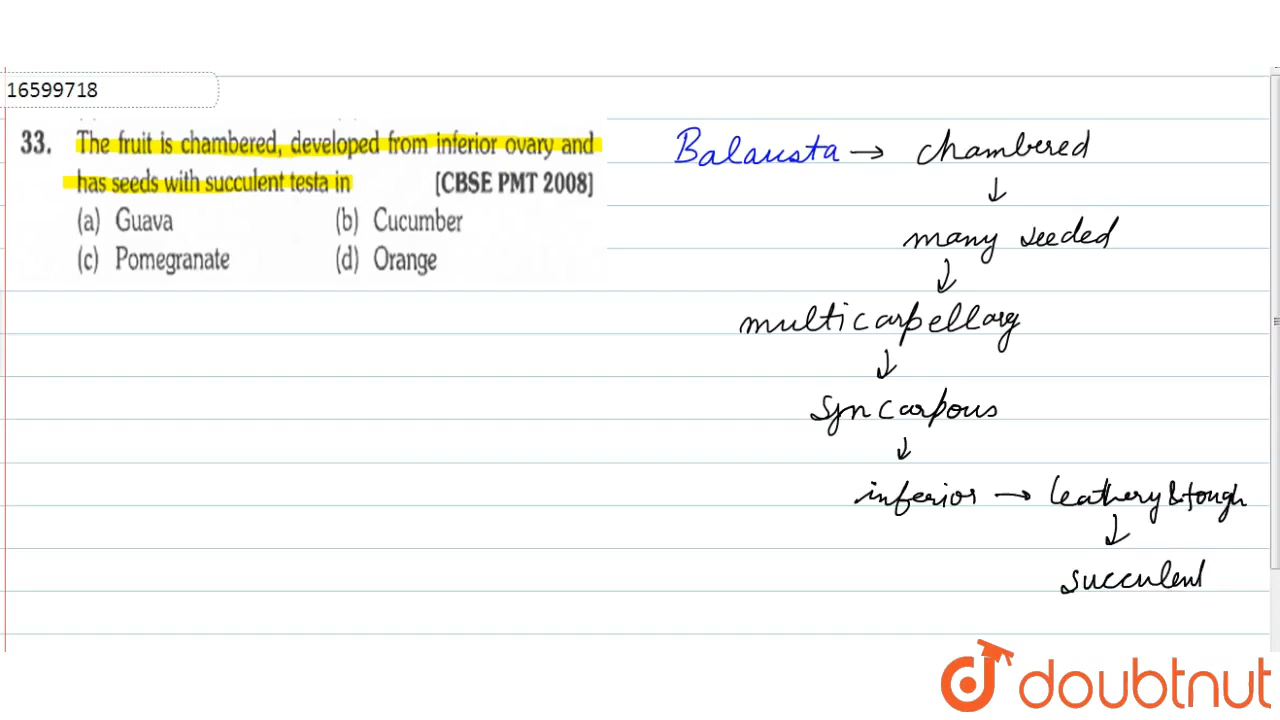 16599718
33. The fruit is chambered, developed from inferior ovary and
has seeds with succulent testa in [CBSE PMT 2008]
(a) Guava (b) Cucumber
(c) Pomegranate (d) Orange
Balausta → chambered
↓
many seeded
↓
multicarpellary
↓
Syncarpous
↓
inferior → leathery & tough
↓
succulent
doubtnut